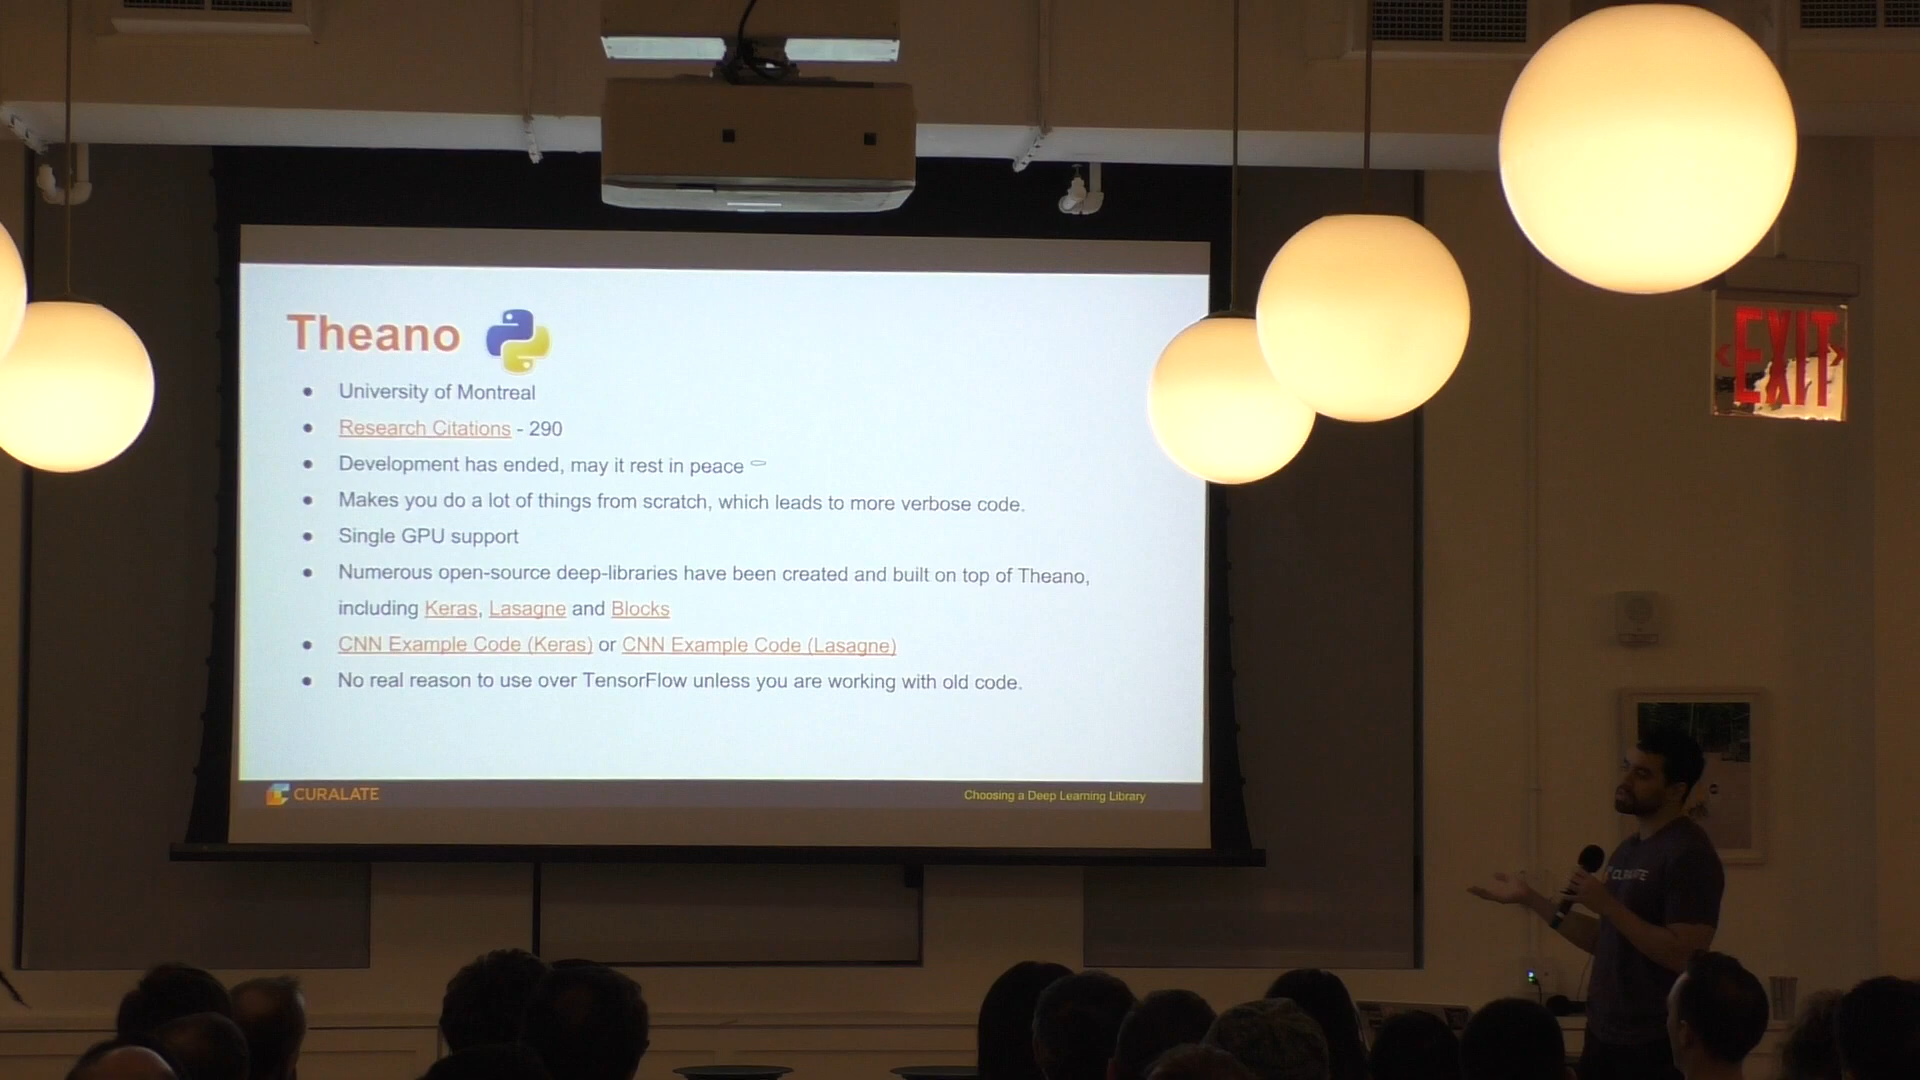 EXIT
Theano
University of Montreal
Research Citations - 290
Development has ended, may it rest in peace
Makes you do a lot of things from scratch, which leads to more verbose code.
Single GPU support
Numerous open-source deep-libraries have been created and built on top of Theano,
including Keras, Lasagne and Blocks
CNN Example Code (Keras) or CNN Example Code (Lasagne)
No real reason to use over TensorFlow unless you are working with old code.
CURALATE
Choosing a Deep Learning Library
CURALATE